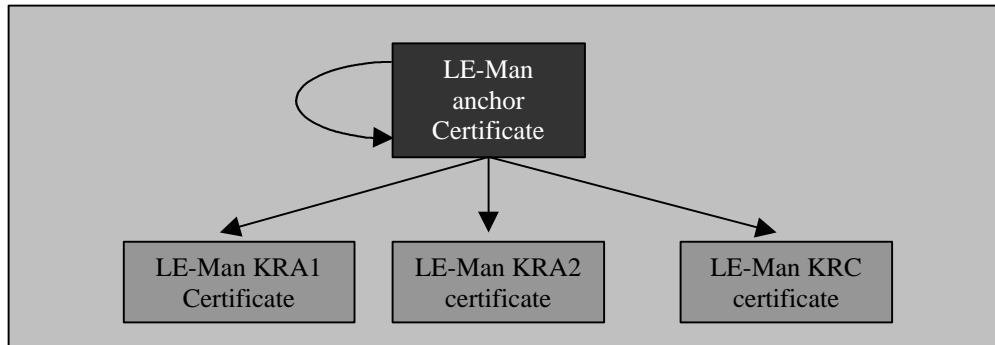 LE-Man
anchor
Certificate
LE-Man KRA1
Certificate
LE-Man KRA2
certificate
LE-Man KRC
certificate